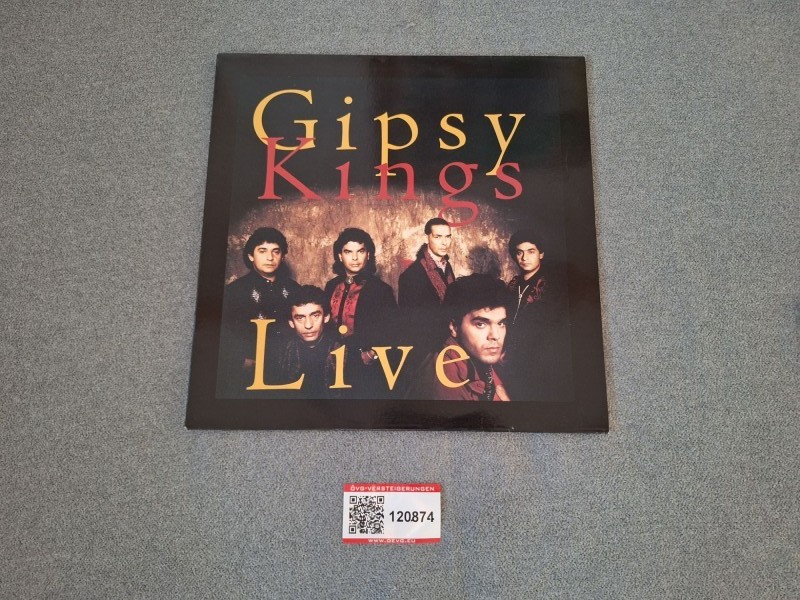 Gipsy
Kings
Live
ÖVG-VERSTEIGERUNGEN
120874
WWW.OEVG.EU